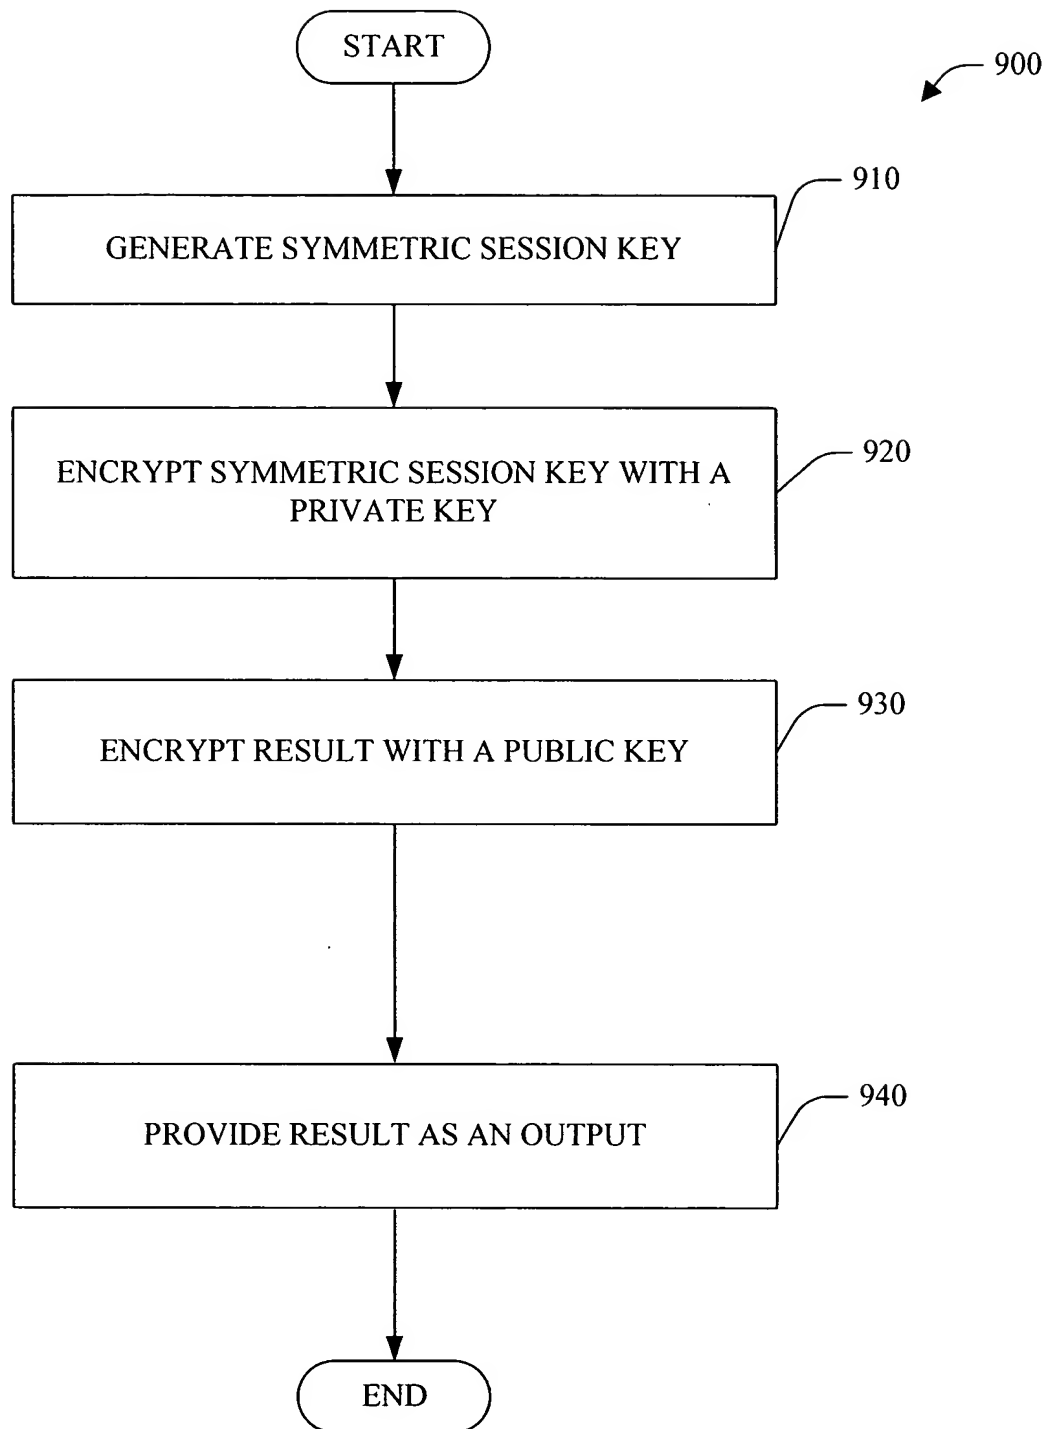 START
900
910
GENERATE SYMMETRIC SESSION KEY
920
ENCRYPT SYMMETRIC SESSION KEY WITH A
PRIVATE KEY
930
ENCRYPT RESULT WITH A PUBLIC KEY
940
PROVIDE RESULT AS AN OUTPUT
END